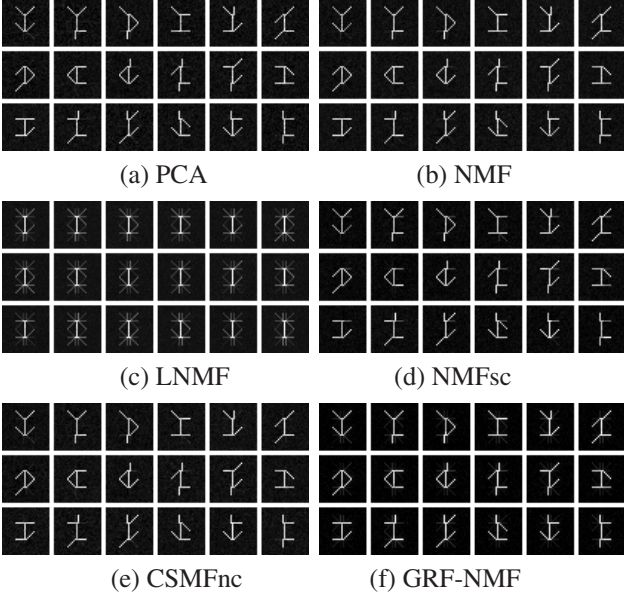 (a) PCA
(b) NMF
(c) LNMF
(d) NMFsc
(e) CSMFnc
(f) GRF-NMF